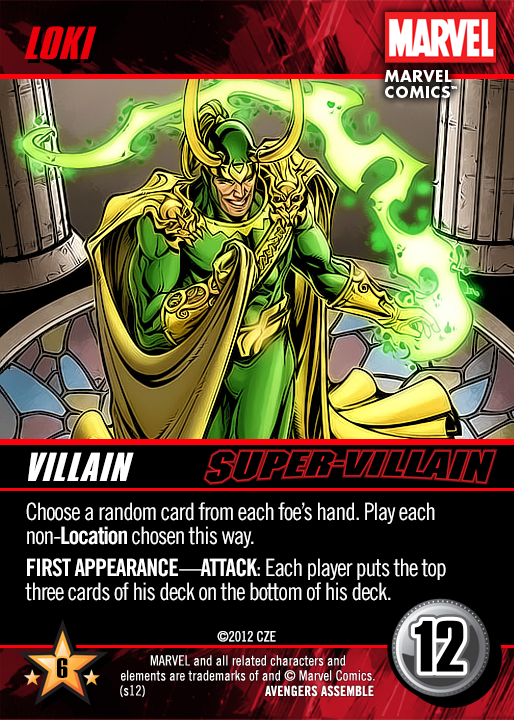 LOKI
MARVEL
MARVEL
COMICS™
VILLAIN
SUPER-VILLAIN
Choose a random card from each foe's hand. Play each
non-Location chosen this way.
FIRST APPEARANCE—ATTACK: Each player puts the top
three cards of his deck on the bottom of his deck.
©2012 CZE
6
MARVEL and all related characters and
elements are trademarks of and © Marvel Comics.
(s12) AVENGERS ASSEMBLE
12